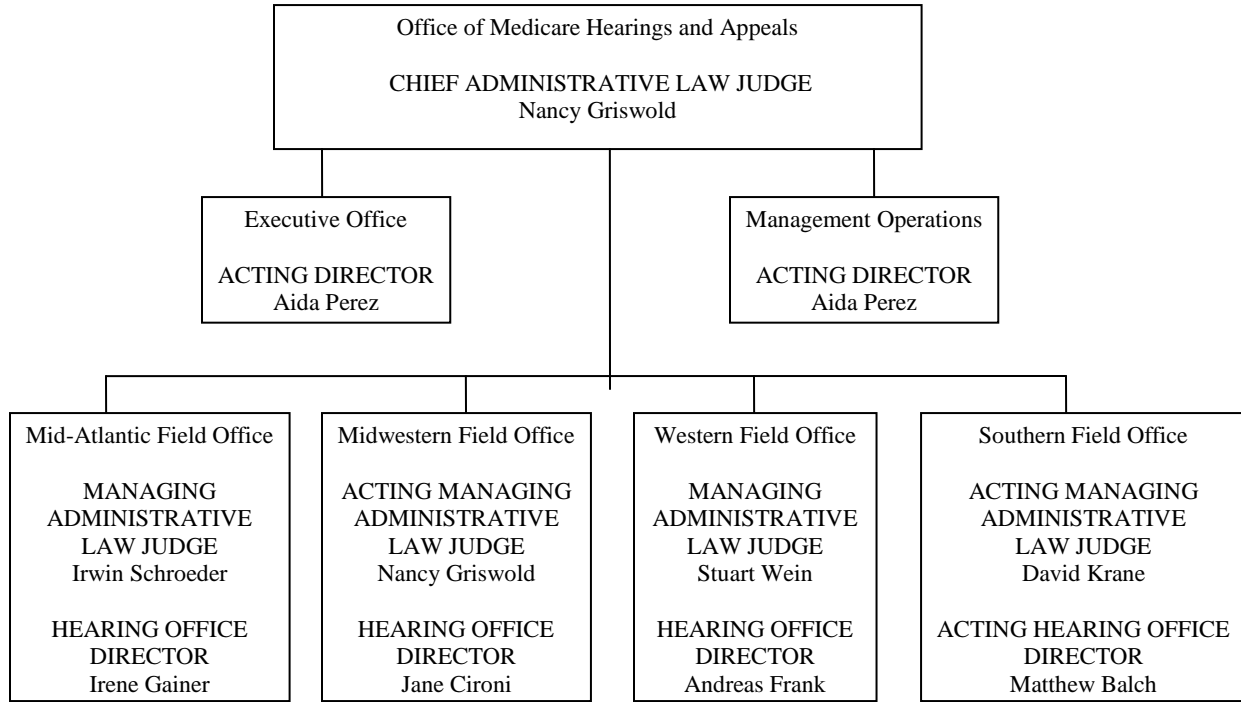 Office of Medicare Hearings and Appeals
CHIEF ADMINISTRATIVE LAW JUDGE
Nancy Griswold
Executive Office
ACTING DIRECTOR
Aida Perez
Management Operations
ACTING DIRECTOR
Aida Perez
Mid-Atlantic Field Office
MANAGING
ADMINISTRATIVE
LAW JUDGE
Irwin Schroeder
HEARING OFFICE
DIRECTOR
Irene Gainer
Midwestern Field Office
ACTING MANAGING
ADMINISTRATIVE
LAW JUDGE
Nancy Griswold
HEARING OFFICE
DIRECTOR
Jane Cironi
Western Field Office
MANAGING
ADMINISTRATIVE
LAW JUDGE
Stuart Wein
HEARING OFFICE
DIRECTOR
Andreas Frank
Southern Field Office
ACTING MANAGING
ADMINISTRATIVE
LAW JUDGE
David Krane
ACTING HEARING OFFICE
DIRECTOR
Matthew Balch